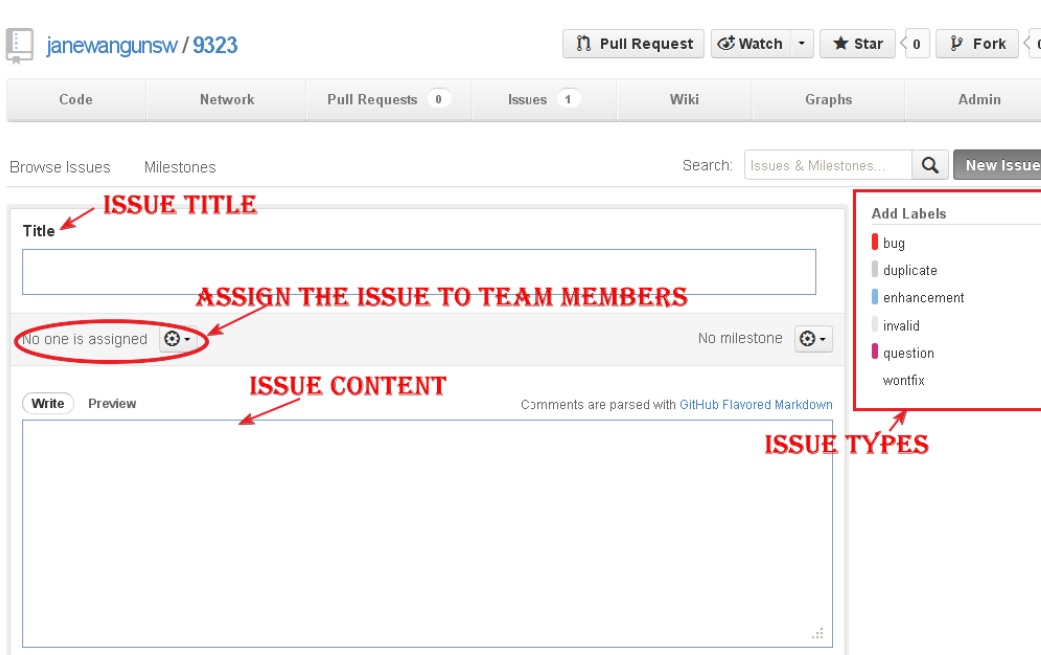 janewangunsw / 9323
Pull Request Watch Star 0 Fork
Code Network Pull Requests 0 Issues 1 Wiki Graphs Admin
Browse Issues Milestones Search: Issues & Milestones... New Issue
ISSUE TITLE
Title
ASSIGN THE ISSUE TO TEAM MEMBERS
No one is assigned No milestone
ISSUE CONTENT
Write Preview Comments are parsed with GitHub Flavored Markdown
Add Labels
bug
duplicate
enhancement
invalid
question
wontfix
ISSUE TYPES